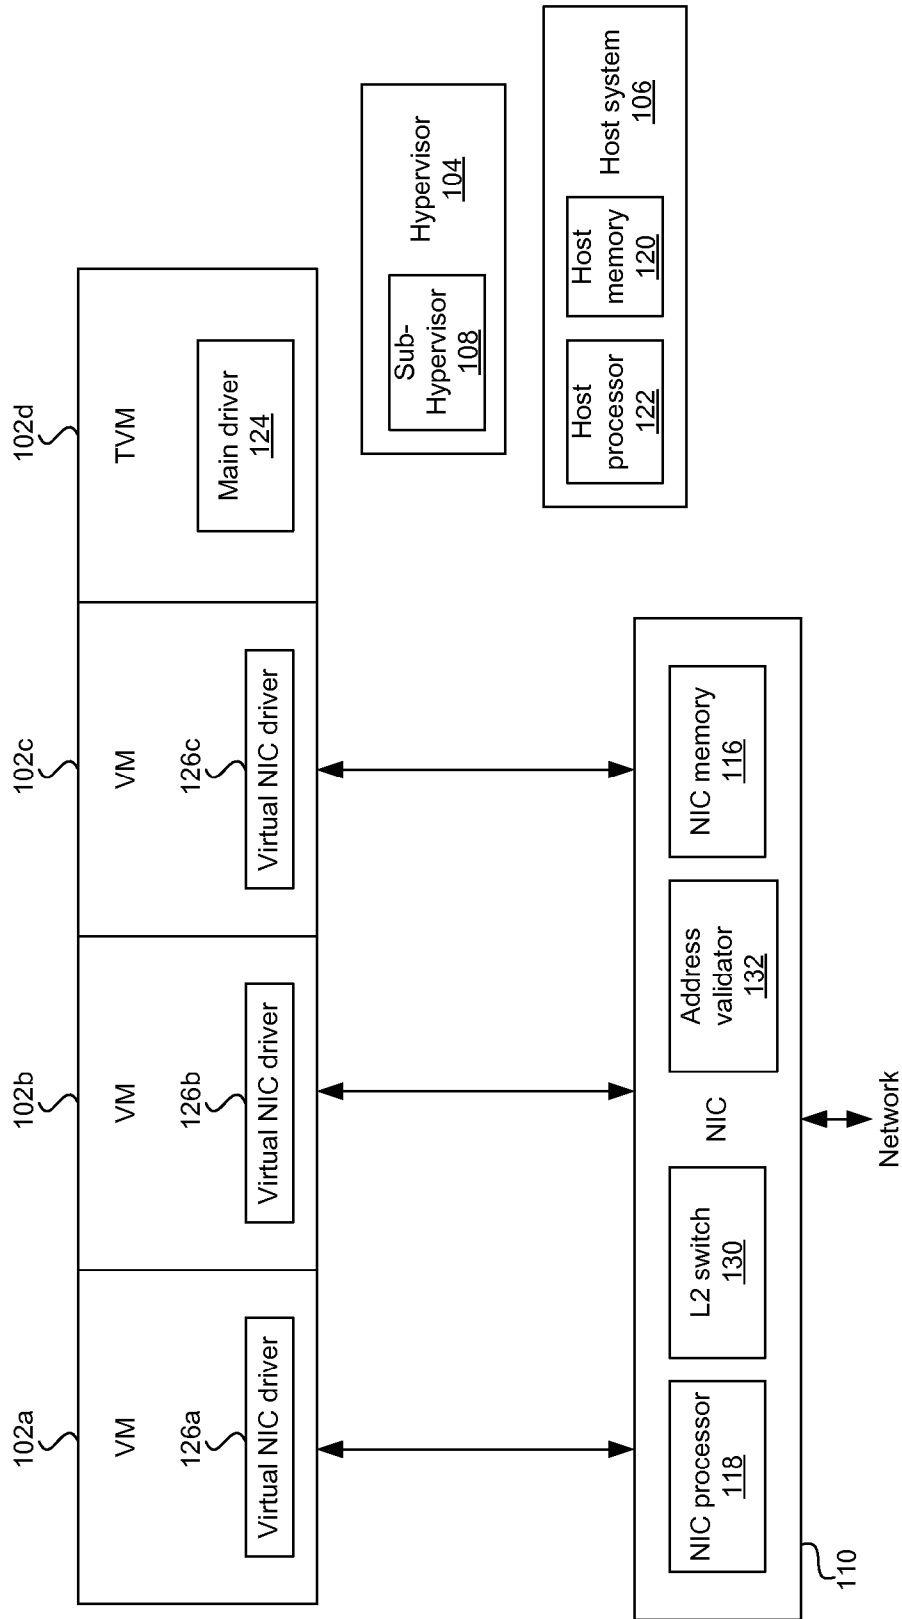 102a
VM
126a
Virtual NIC driver
102b
VM
126b
Virtual NIC driver
102c
VM
126c
Virtual NIC driver
102d
TVM
Main driver
124
Sub-
Hypervisor
108
Hypervisor
104
Host
processor
122
Host
memory
120
Host system
106
NIC processor
118
L2 switch
130
NIC
Address
validator
132
NIC memory
116
110
Network